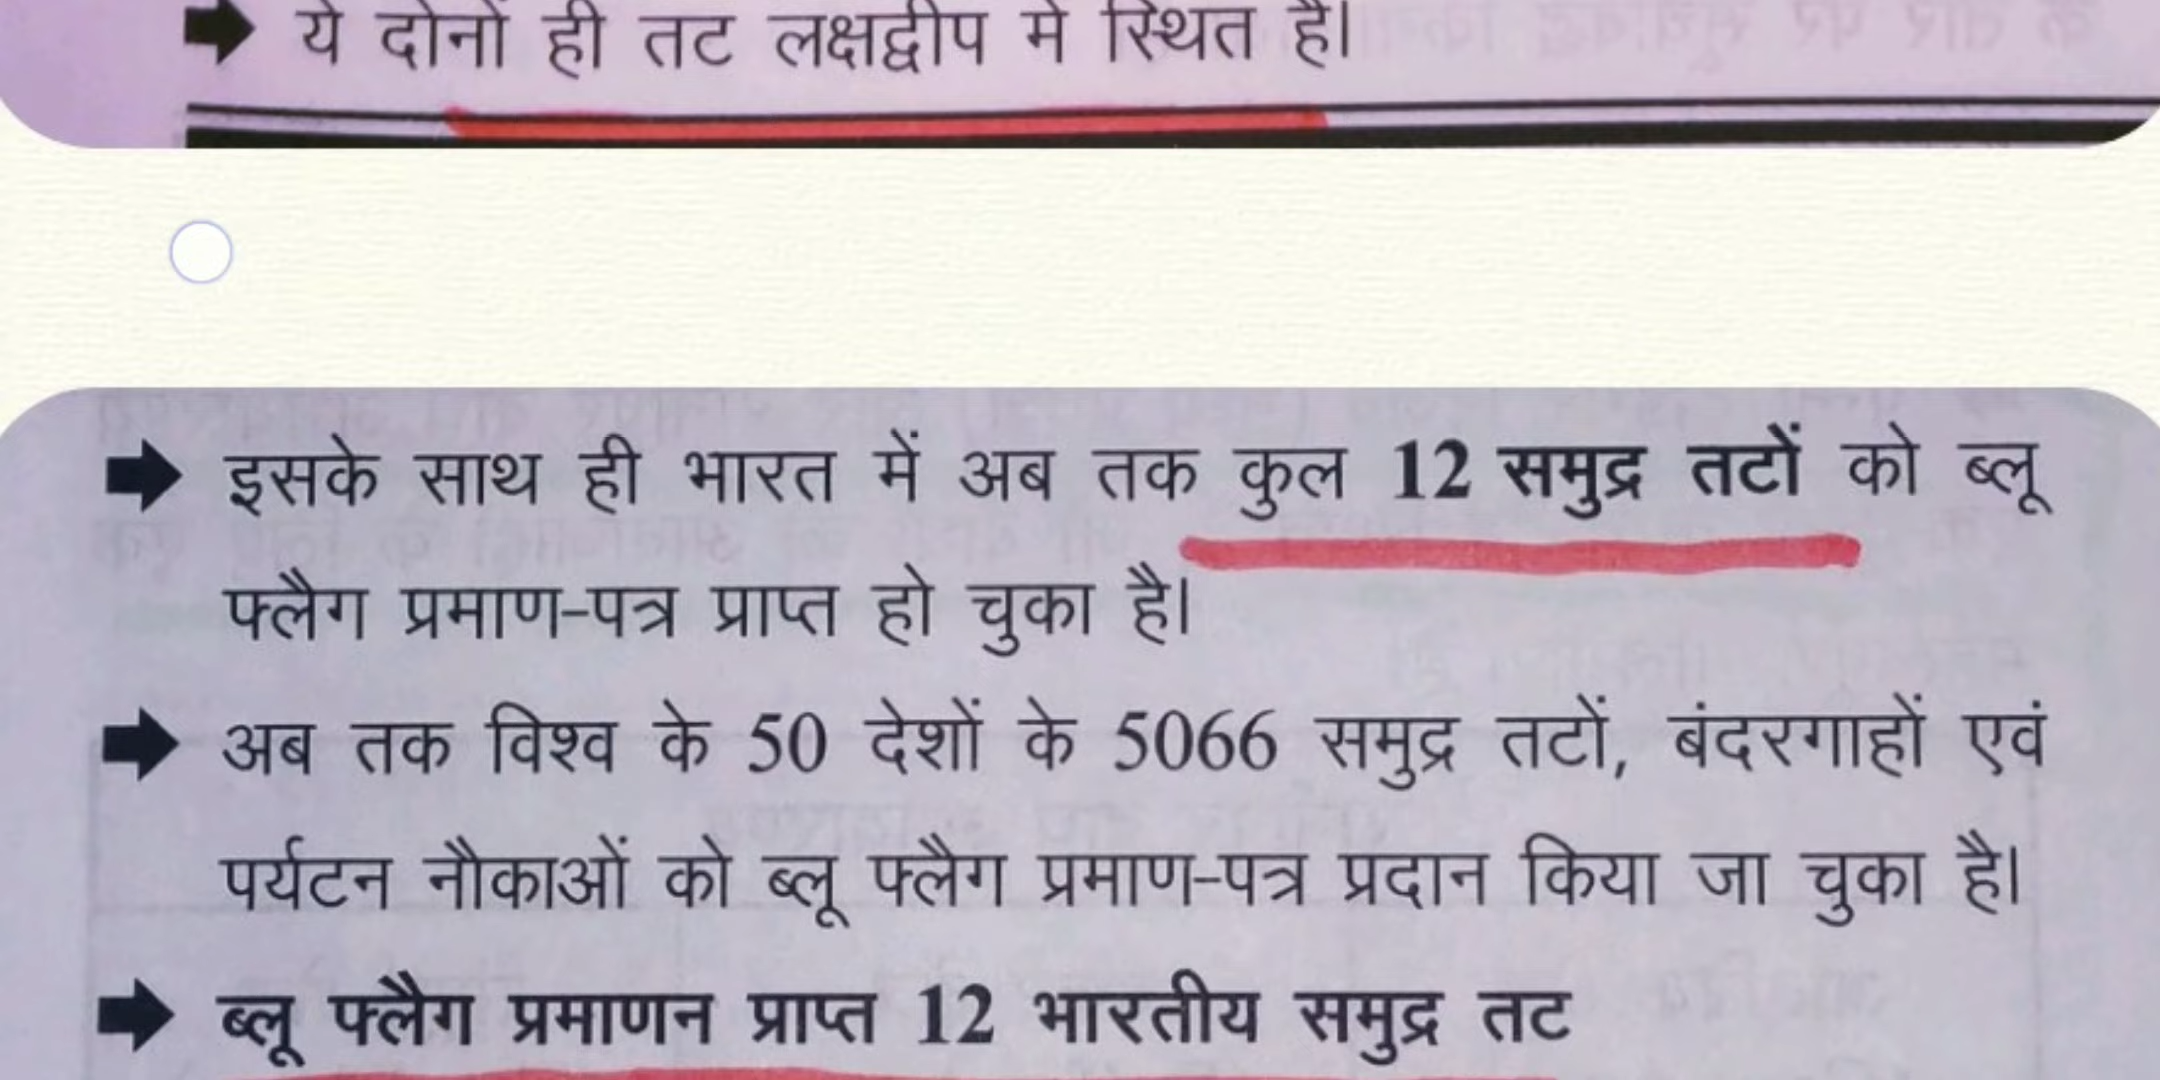 ये दोनों ही तट लक्षद्वीप में स्थित हैं।
इसके साथ ही भारत में अब तक कुल 12 समुद्र तटों को ब्लू
फ्लैग प्रमाण-पत्र प्राप्त हो चुका है।
अब तक विश्व के 50 देशों के 5066 समुद्र तटों, बंदरगाहों एवं
पर्यटन नौकाओं को ब्लू फ्लैग प्रमाण-पत्र प्रदान किया जा चुका है।
ब्लू फ्लैग प्रमाणन प्राप्त 12 भारतीय समुद्र तट